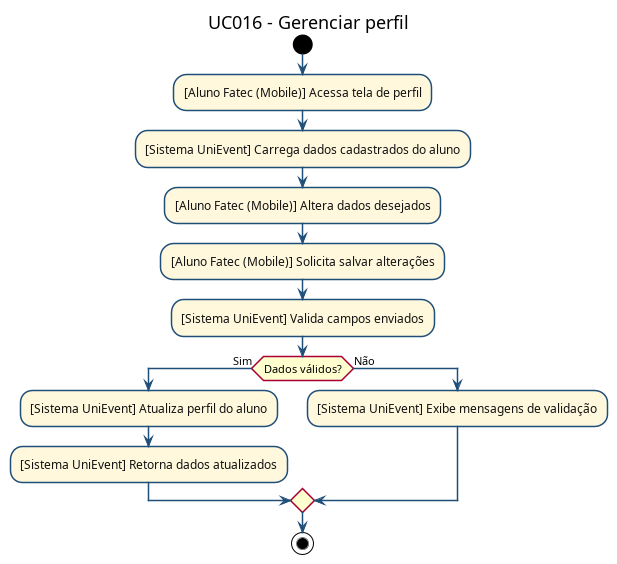 UC016 - Gerenciar perfil
[Aluno Fatec (Mobile)] Acessa tela de perfil
[Sistema UniEvent] Carrega dados cadastrados do aluno
[Aluno Fatec (Mobile)] Altera dados desejados
[Aluno Fatec (Mobile)] Solicita salvar alterações
[Sistema UniEvent] Valida campos enviados
Sim
Dados válidos?
Não
[Sistema UniEvent] Atualiza perfil do aluno
[Sistema UniEvent] Exibe mensagens de validação
[Sistema UniEvent] Retorna dados atualizados